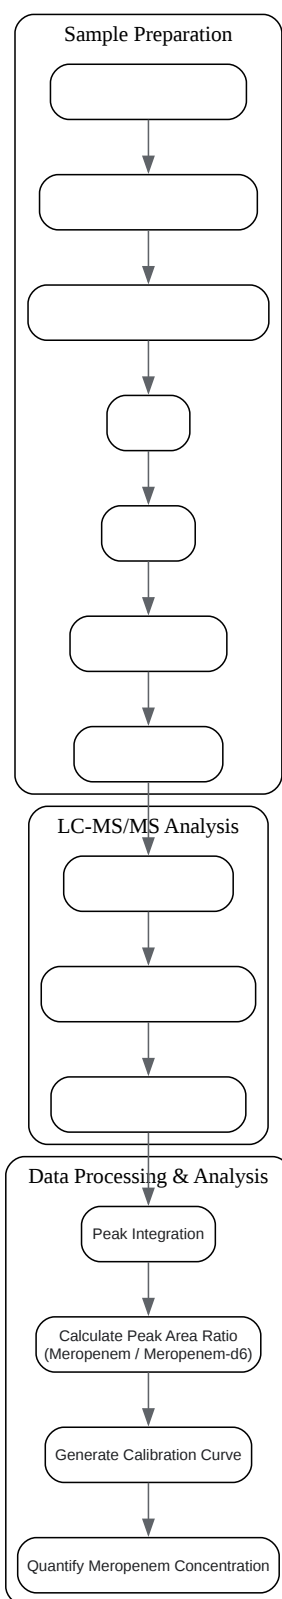 Sample Preparation
LC-MS/MS Analysis
Data Processing & Analysis
Peak Integration
Calculate Peak Area Ratio
(Meropenem / Meropenem-d6)
Generate Calibration Curve
Quantify Meropenem Concentration